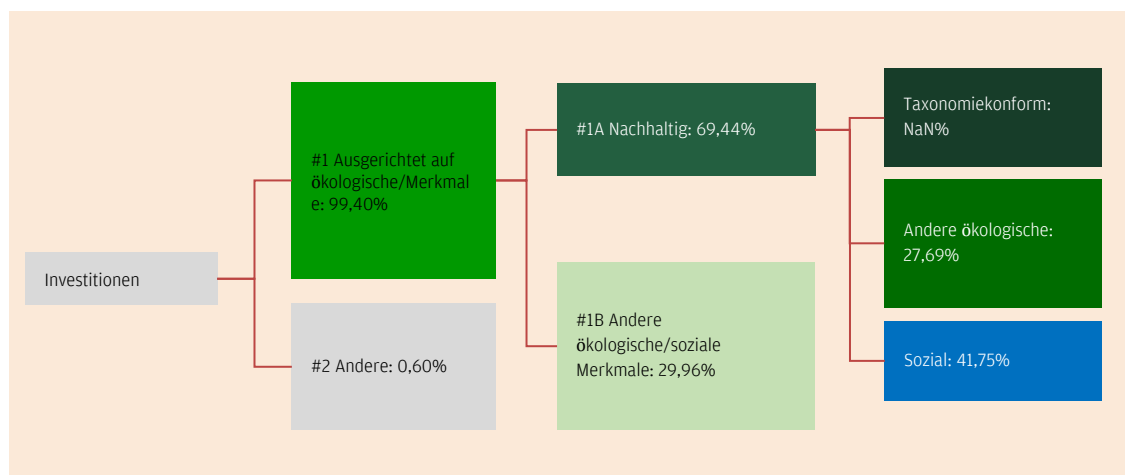 Investitionen
#1 Ausgerichtet auf
ökologische/Merkmal
e: 99,40%
#2 Andere: 0,60%
#1A Nachhaltig: 69,44%
#1B Andere
ökologische/soziale
Merkmale: 29,96%
Taxonomiekonform:
NaN%
Andere ökologische:
27,69%
Sozial: 41,75%